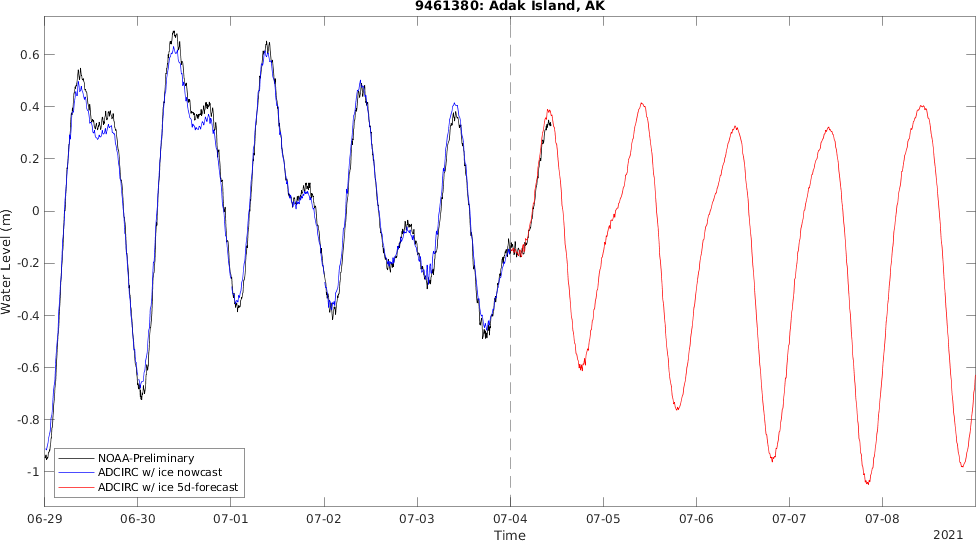 9461380: Adak Island, AK
Water Level (m)
0.6
0.4
0.2
0
-0.2
-0.4
-0.6
-0.8
-1
NOAA-Preliminary
ADCIRC w/ ice nowcast
ADCIRC w/ ice 5d-forecast
06-29 06-30 07-01 07-02 07-03 07-04 07-05 07-06 07-07 07-08
Time
2021